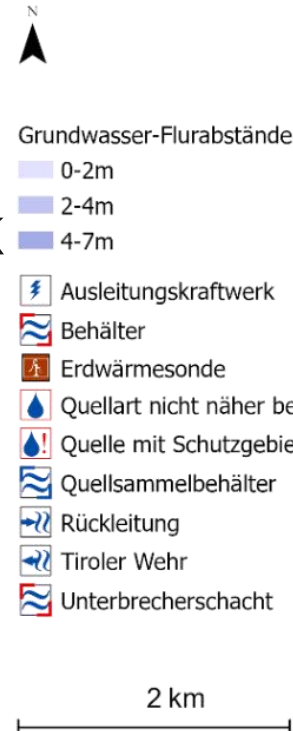 N
Grundwasser-Flurabstände
0-2m
2-4m
4-7m
Ausleitungskraftwerk
Behälter
Erdwärmesonde
Quellart nicht näher be
Quelle mit Schutzgebie
Quellsammelbehälter
Rückleitung
Tiroler Wehr
Unterbrecherschacht
2 km